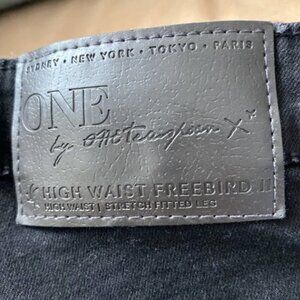 SYDNEY • NEW YORK • TOKYO • PARIS
ONE
by OneTeaspoon X
HIGH WAIST FREEBIRD II
HIGH WAIST | STRETCH FITTED LEG